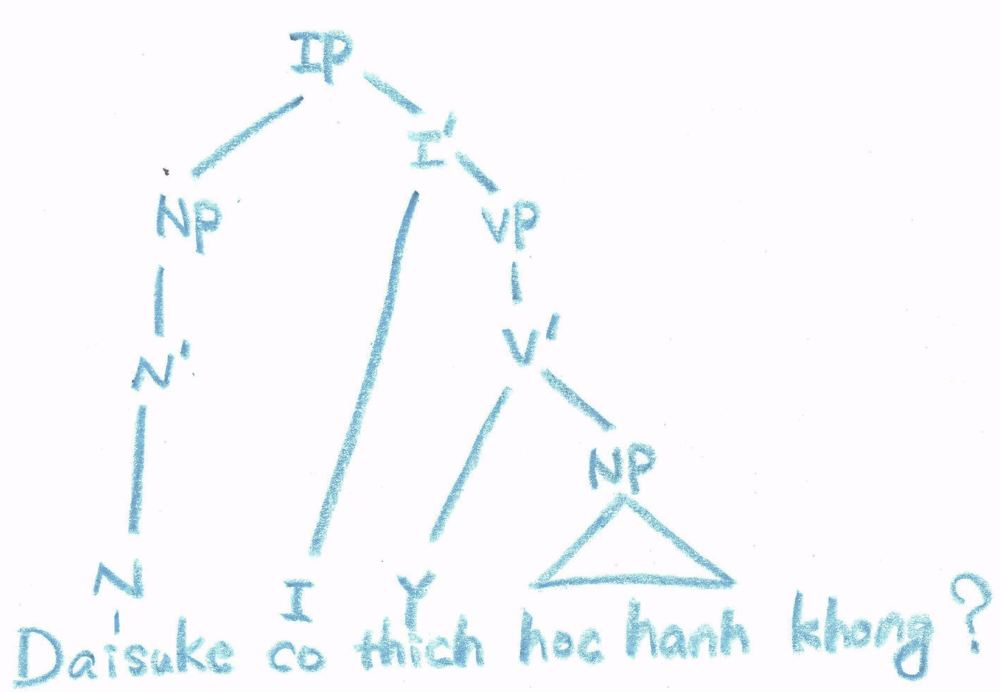 IP
I'
NP VP
V'
N'
NP
N I Y
Daisuke co thich hoc hanh khong?